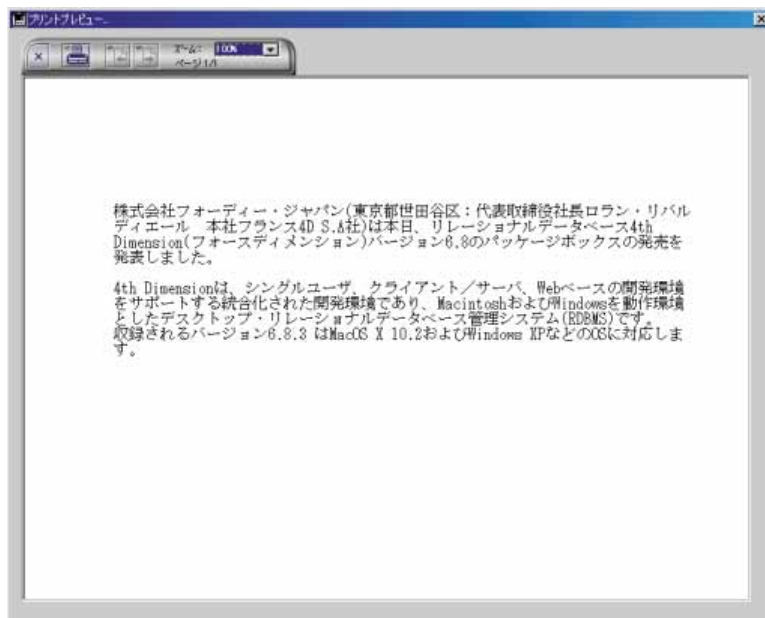 プリントプレビュー...
ズーム: 100%
ページ1/1
株式会社フォーディー・ジャパン(東京都世田谷区:代表取締役社長ロラン・リバル
ディエール 本社フランス4D S.A社)は本日、リレーショナルデータベース4th
Dimension(フォースディメンション)バージョン6.8のパッケージボックスの発売を
発表しました。
4th Dimensionは、シングルユーザ、クライアント/サーバ、Webベースの開発環境
をサポートする統合化された開発環境であり、MacintoshおよびWindowsを動作環境
としたデスクトップ・リレーショナルデータベース管理システム(RDBMS)です。
収録されるバージョン6.8.3 はMacOS X 10.2およびWindows XPなどのOSに対応しま
す。